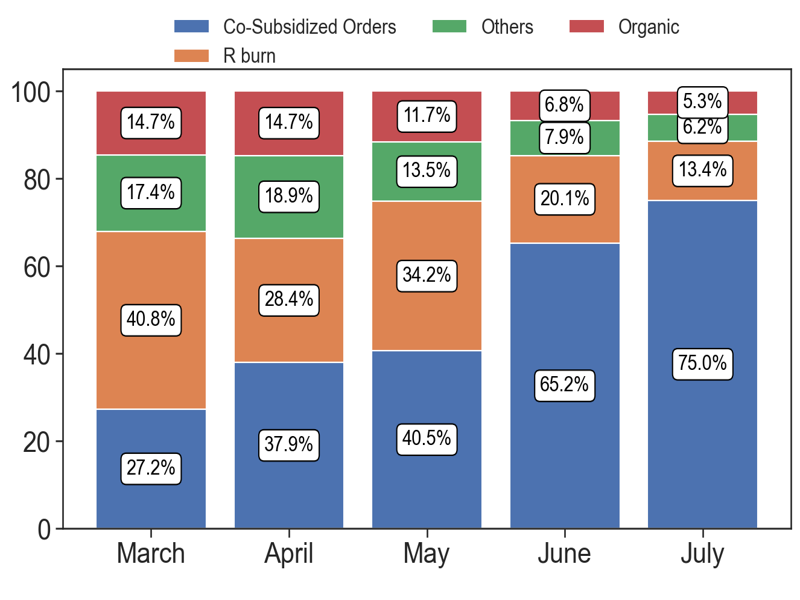 Co-Subsidized Orders Others Organic
R burn
100
14.7% 14.7% 11.7% 6.8% 5.3%
17.4% 18.9% 13.5% 7.9% 6.2%
80
40.8% 28.4% 34.2% 20.1% 13.4%
60
40
27.2% 37.9% 40.5% 65.2% 75.0%
20
0
March April May June July